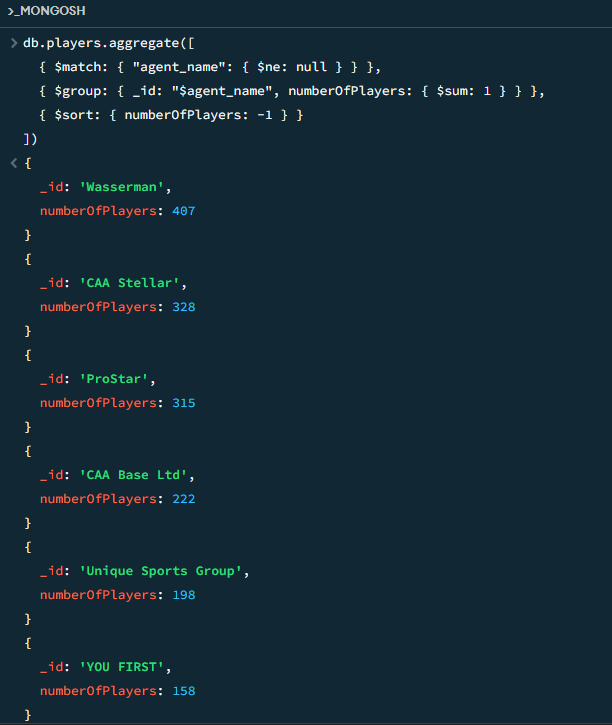 >_MONGOSH
> db.players.aggregate([
{ $match: { "agent_name": { $ne: null } } },
{ $group: { _id: "$agent_name", numberOfPlayers: { $sum: 1 } } },
{ $sort: { numberOfPlayers: -1 } }
])
< {
_id: 'Wasserman',
numberOfPlayers: 407
}
{
_id: 'CAA Stellar',
numberOfPlayers: 328
}
{
_id: 'ProStar',
numberOfPlayers: 315
}
{
_id: 'CAA Base Ltd',
numberOfPlayers: 222
}
{
_id: 'Unique Sports Group',
numberOfPlayers: 198
}
{
_id: 'YOU FIRST',
numberOfPlayers: 158
}